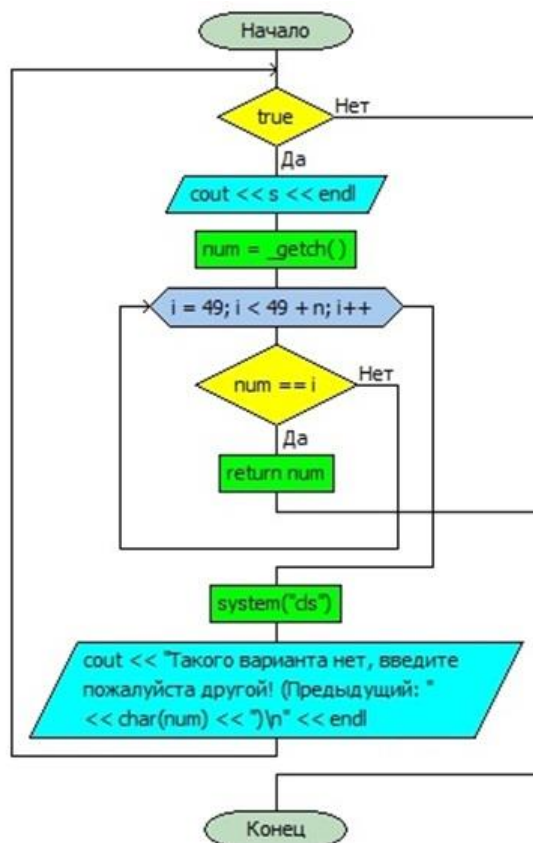 Начало
true
Нет
Да
cout << s << endl
num = _getch()
i = 49; i < 49 + n; i++
num == i
Нет
Да
return num
system("cls")
cout << "Такого варианта нет, введите
пожалуйста другой! (Предыдущий: "
<< char(num) << ")\n" << endl
Конец